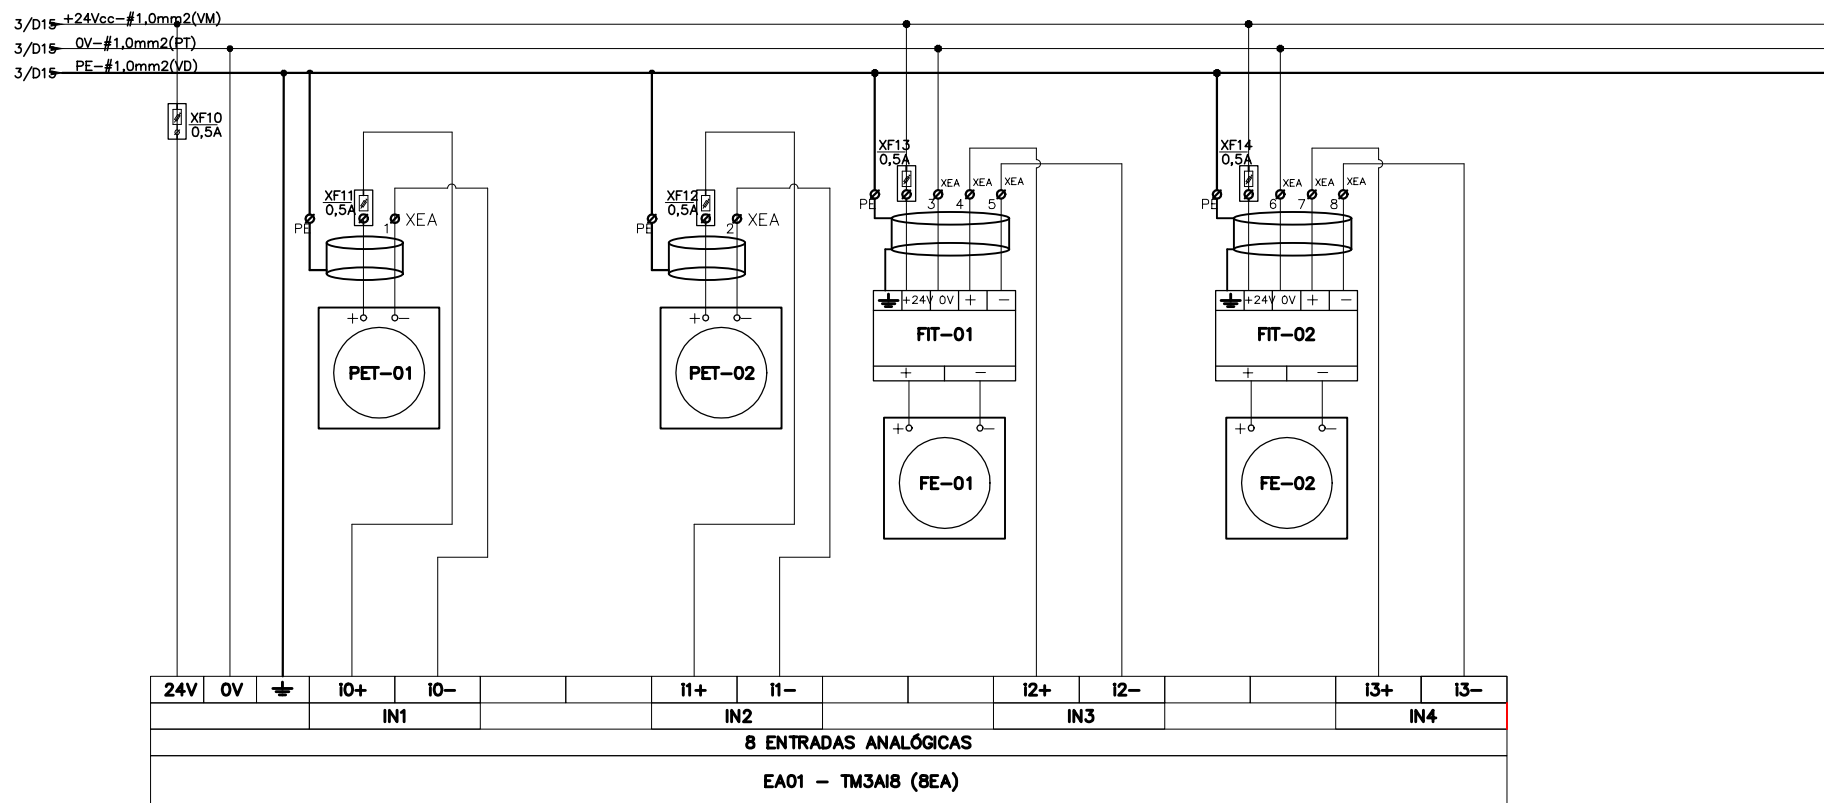 3/D15 +24Vcc-#1,0mm2(VM)
3/D15 0V-#1,0mm2(PT)
3/D15 PE-#1,0mm2(VD)
XF10
0,5A
XF11
0,5A
PE 1 XEA
XF12
0,5A
PE 2 XEA
XF13
0,5A
XEA XEA XEA
PE 3 4 5
XF14
0,5A
XEA XEA XEA
PE 6 7 8
+24V 0V + -
+24V 0V + -
+ -
PET-01
+ -
PET-02
FIT-01
+ -
FIT-02
+ -
+ -
FE-01
+ -
FE-02
24V 0V i0+ i0- i1+ i1- i2+ i2- i3+ i3-
IN1 IN2 IN3 IN4
8 ENTRADAS ANALÓGICAS
EA01 - TM3AI8 (8EA)